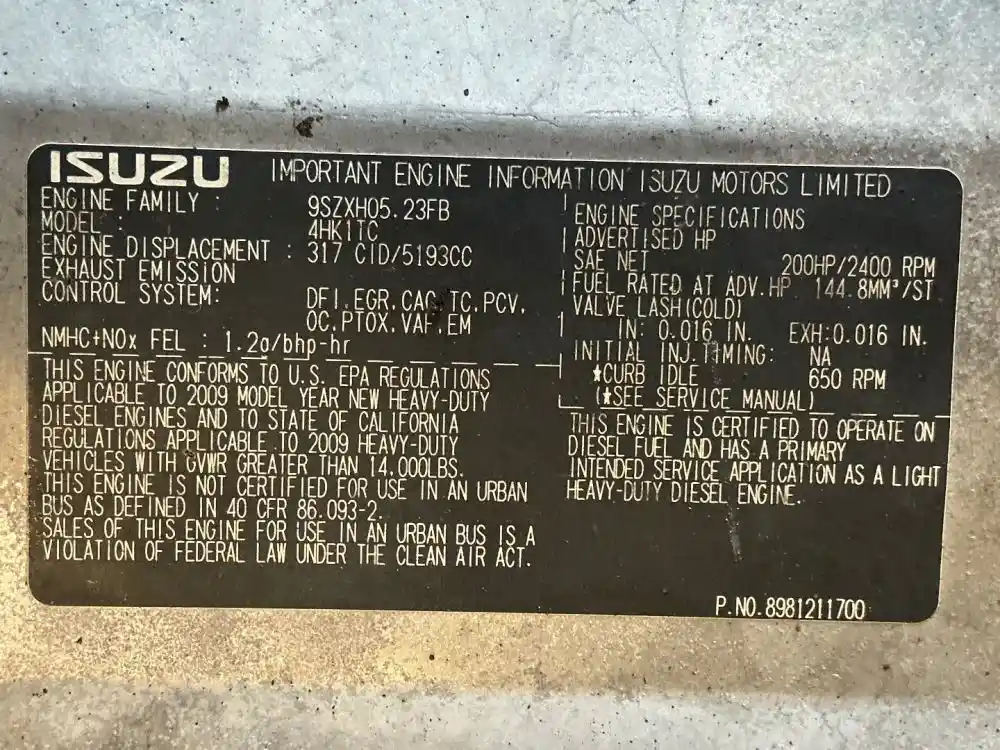 ISUZU IMPORTANT ENGINE INFORMATION ISUZU MOTORS LIMITED
ENGINE FAMILY : 9SZXH05.23FB
MODEL : 4HK1TC
ENGINE DISPLACEMENT : 317 CID/5193CC
EXHAUST EMISSION
CONTROL SYSTEM: DFI.EGR.CAC.TC.PCV.
OC.PTOX.VAF.EM
NMHC+NOx FEL : 1.2g/bhp-hr
THIS ENGINE CONFORMS TO U.S. EPA REGULATIONS
APPLICABLE TO 2009 MODEL YEAR NEW HEAVY-DUTY
DIESEL ENGINES AND TO STATE OF CALIFORNIA
REGULATIONS APPLICABLE TO 2009 HEAVY-DUTY
VEHICLES WITH GVWR GREATER THAN 14.000LBS.
THIS ENGINE IS NOT CERTIFIED FOR USE IN AN URBAN
BUS AS DEFINED IN 40 CFR 86.093-2.
SALES OF THIS ENGINE FOR USE IN AN URBAN BUS IS A
VIOLATION OF FEDERAL LAW UNDER THE CLEAN AIR ACT.
ENGINE SPECIFICATIONS
ADVERTISED HP
SAE NET 200HP/2400 RPM
FUEL RATED AT ADV.HP 144.8MM³/ST
VALVE LASH(COLD)
IN: 0.016 IN. EXH:0.016 IN.
INITIAL INJ.TIMING: NA
*CURB IDLE 650 RPM
(*SEE SERVICE MANUAL)
THIS ENGINE IS CERTIFIED TO OPERATE ON
DIESEL FUEL AND HAS A PRIMARY
INTENDED SERVICE APPLICATION AS A LIGHT
HEAVY-DUTY DIESEL ENGINE.
P.NO.8981211700